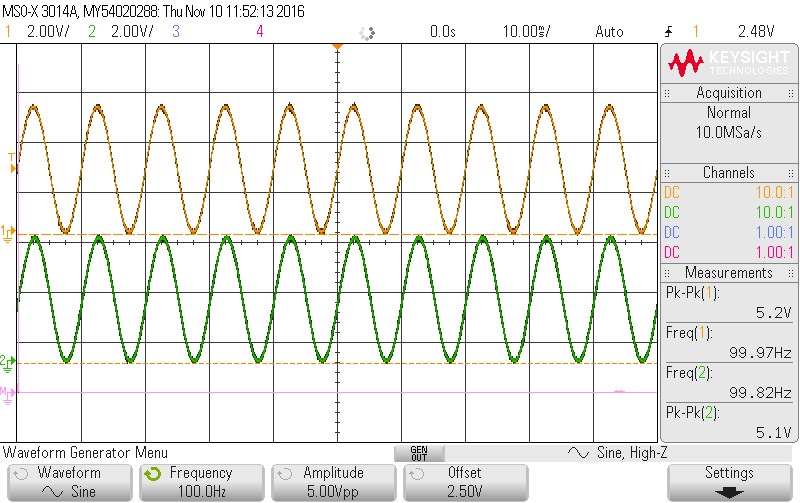 MSO-X 3014A, MY54020288: Thu Nov 10 11:52:13 2016
1 2.00V/ 2 2.00V/ 3 4 0.0s 10.00ms/ Auto 1 2.48V
KEYSIGHT
TECHNOLOGIES
Acquisition
Normal
10.0MSa/s
Channels
DC 10.0:1
DC 10.0:1
DC 1.00:1
DC 1.00:1
Measurements
Pk-Pk(1):
5.2V
Freq(1):
99.97Hz
Freq(2):
99.82Hz
Pk-Pk(2):
5.1V
T
1
2
M
Waveform Generator Menu
GEN
OUT
Sine, High-Z
Waveform
Sine
Frequency
100.0Hz
Amplitude
5.00Vpp
Offset
2.50V
Settings